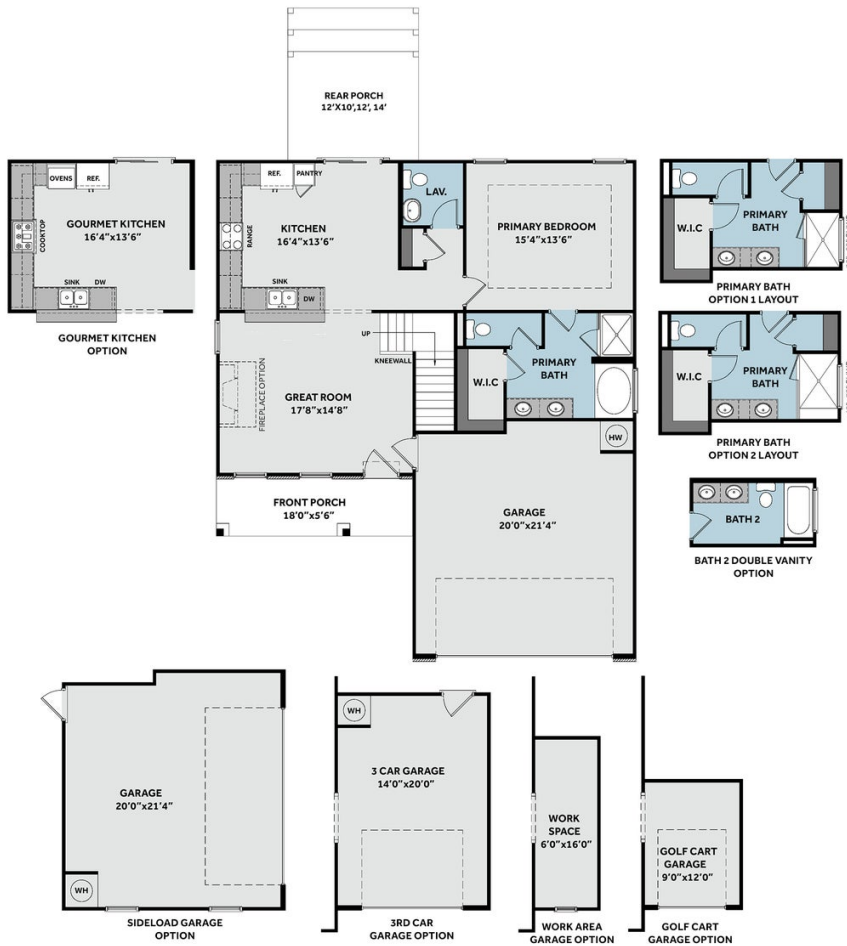 REAR PORCH
12'X10',12', 14'
OVENS
REF.
COOKTOP
GOURMET KITCHEN
16'4"x13'6"
SINK
DW
GOURMET KITCHEN
OPTION
REF.
PANTRY
KITCHEN
16'4"x13'6"
RANGE
SINK
DW
LAV.
PRIMARY BEDROOM
15'4"x13'6"
W.I.C
PRIMARY
BATH
PRIMARY BATH
OPTION 1 LAYOUT
UP
KNEEWALL
FIREPLACE OPTION
GREAT ROOM
17'8"x14'8"
W.I.C
PRIMARY
BATH
W.I.C
PRIMARY
BATH
PRIMARY BATH
OPTION 2 LAYOUT
HW
FRONT PORCH
18'0"x5'6"
GARAGE
20'0"x21'4"
BATH 2
BATH 2 DOUBLE VANITY
OPTION
GARAGE
20'0"x21'4"
WH
SIDELOAD GARAGE
OPTION
WH
3 CAR GARAGE
14'0"x20'0"
3RD CAR
GARAGE OPTION
WORK
SPACE
6'0"x16'0"
WORK AREA
GARAGE OPTION
GOLF CART
GARAGE
9'0"x12'0"
GOLF CART
GARAGE OPTION